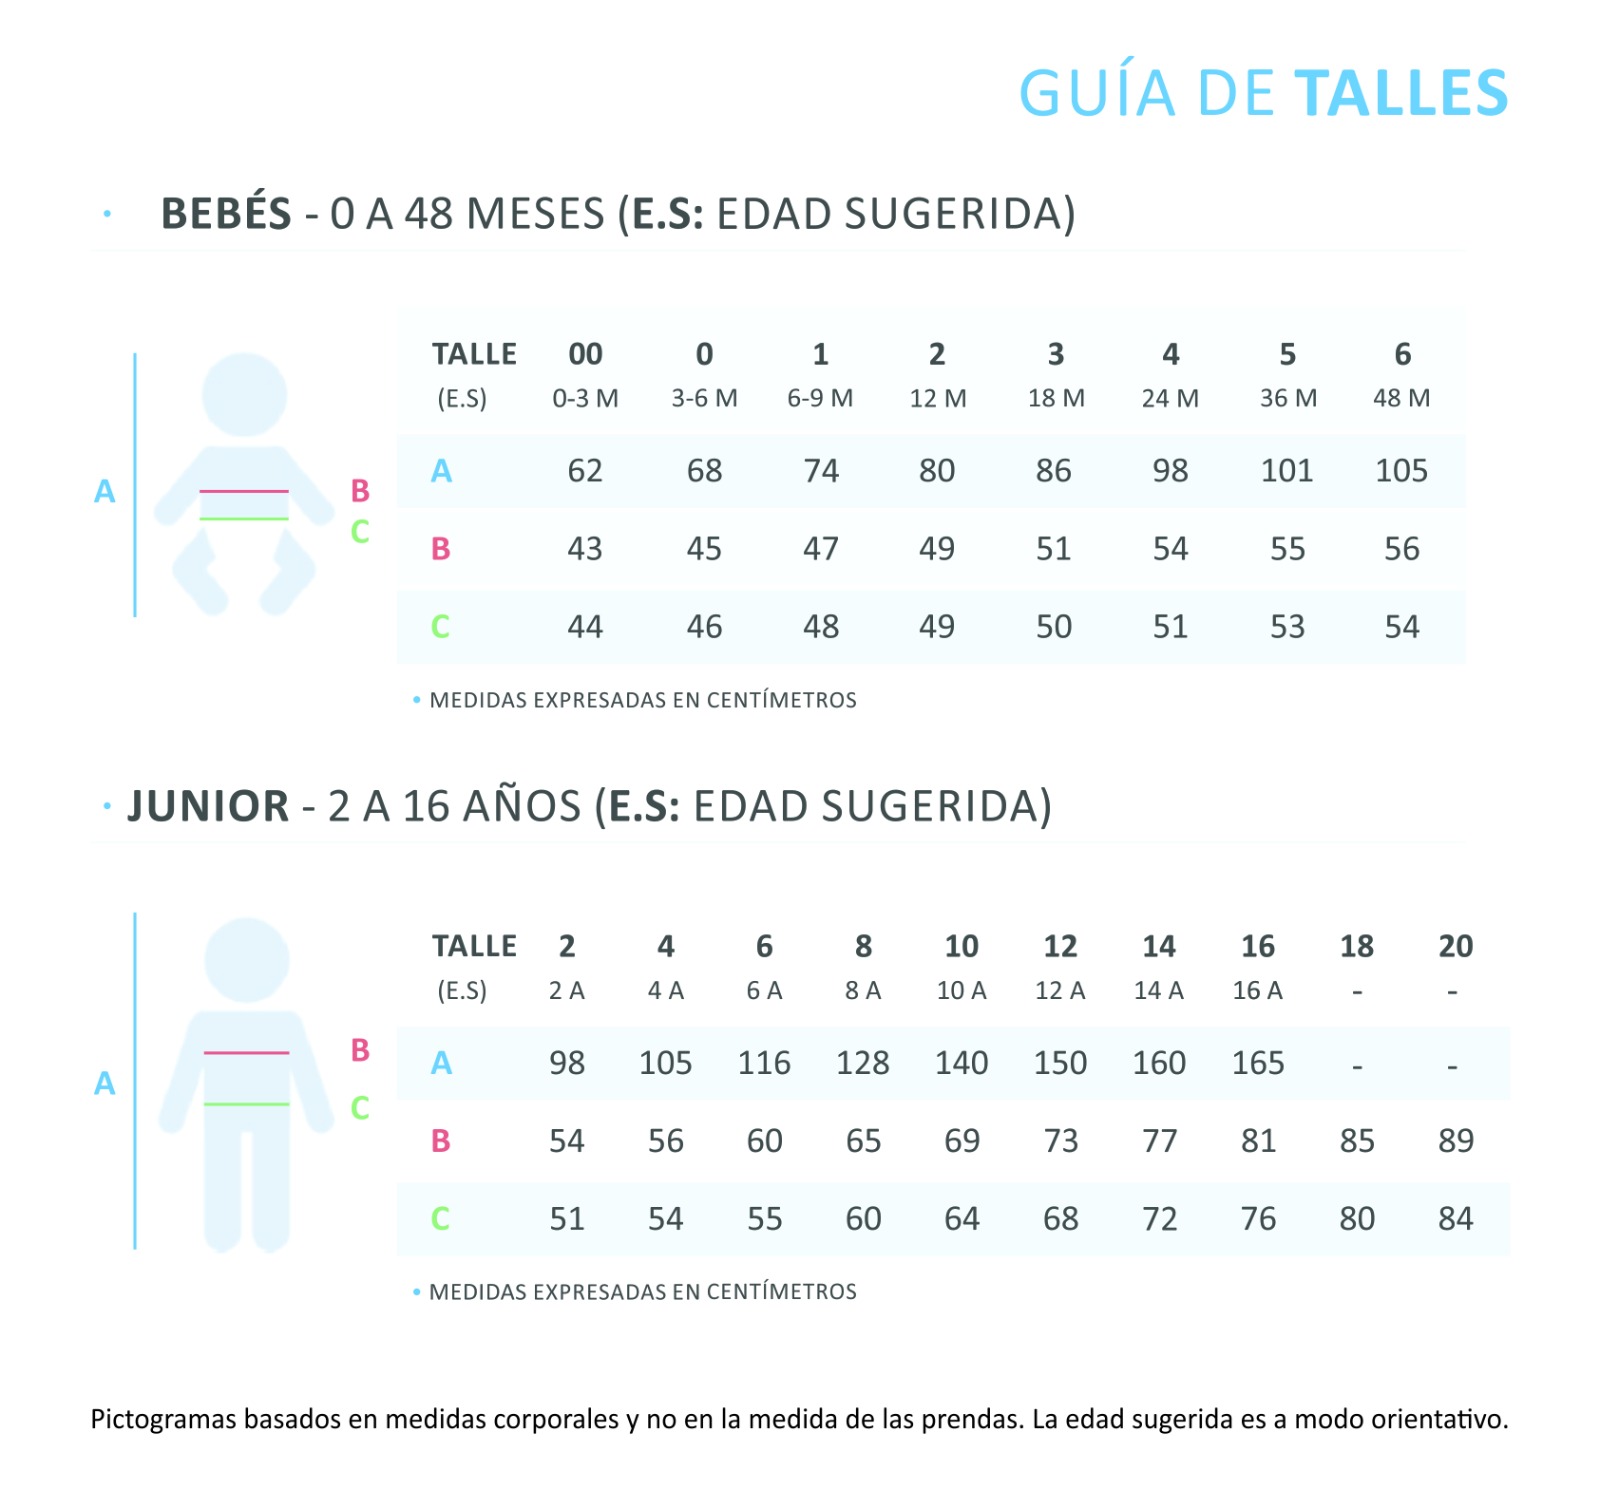 GUÍA DE TALLES
· BEBÉS - 0 A 48 MESES (E.S: EDAD SUGERIDA)
TALLE 00 0 1 2 3 4 5 6
(E.S) 0-3 M 3-6 M 6-9 M 12 M 18 M 24 M 36 M 48 M
A 62 68 74 80 86 98 101 105
A B
C
B 43 45 47 49 51 54 55 56
C 44 46 48 49 50 51 53 54
• MEDIDAS EXPRESADAS EN CENTÍMETROS
· JUNIOR - 2 A 16 AÑOS (E.S: EDAD SUGERIDA)
TALLE 2 4 6 8 10 12 14 16 18 20
(E.S) 2 A 4 A 6 A 8 A 10 A 12 A 14 A 16 A - -
A 98 105 116 128 140 150 160 165 - -
B
A
C
B 54 56 60 65 69 73 77 81 85 89
C 51 54 55 60 64 68 72 76 80 84
• MEDIDAS EXPRESADAS EN CENTÍMETROS
Pictogramas basados en medidas corporales y no en la medida de las prendas. La edad sugerida es a modo orientativo.